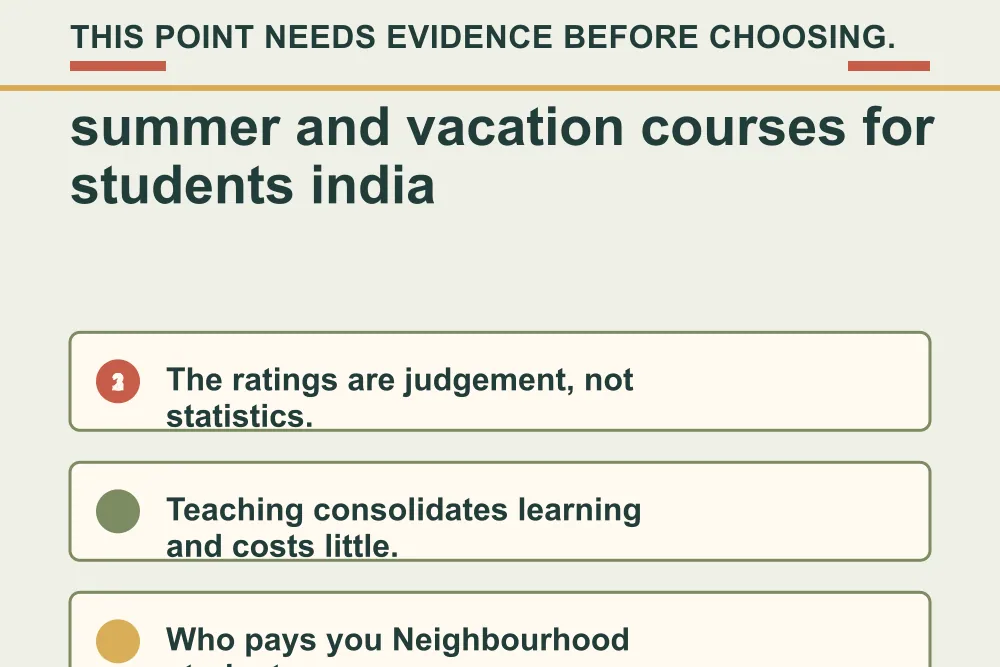 THIS POINT NEEDS EVIDENCE BEFORE CHOOSING.
summer and vacation courses for
students india
The ratings are judgement, not
statistics.
Teaching consolidates learning
and costs little.
Who pays you Neighbourhood